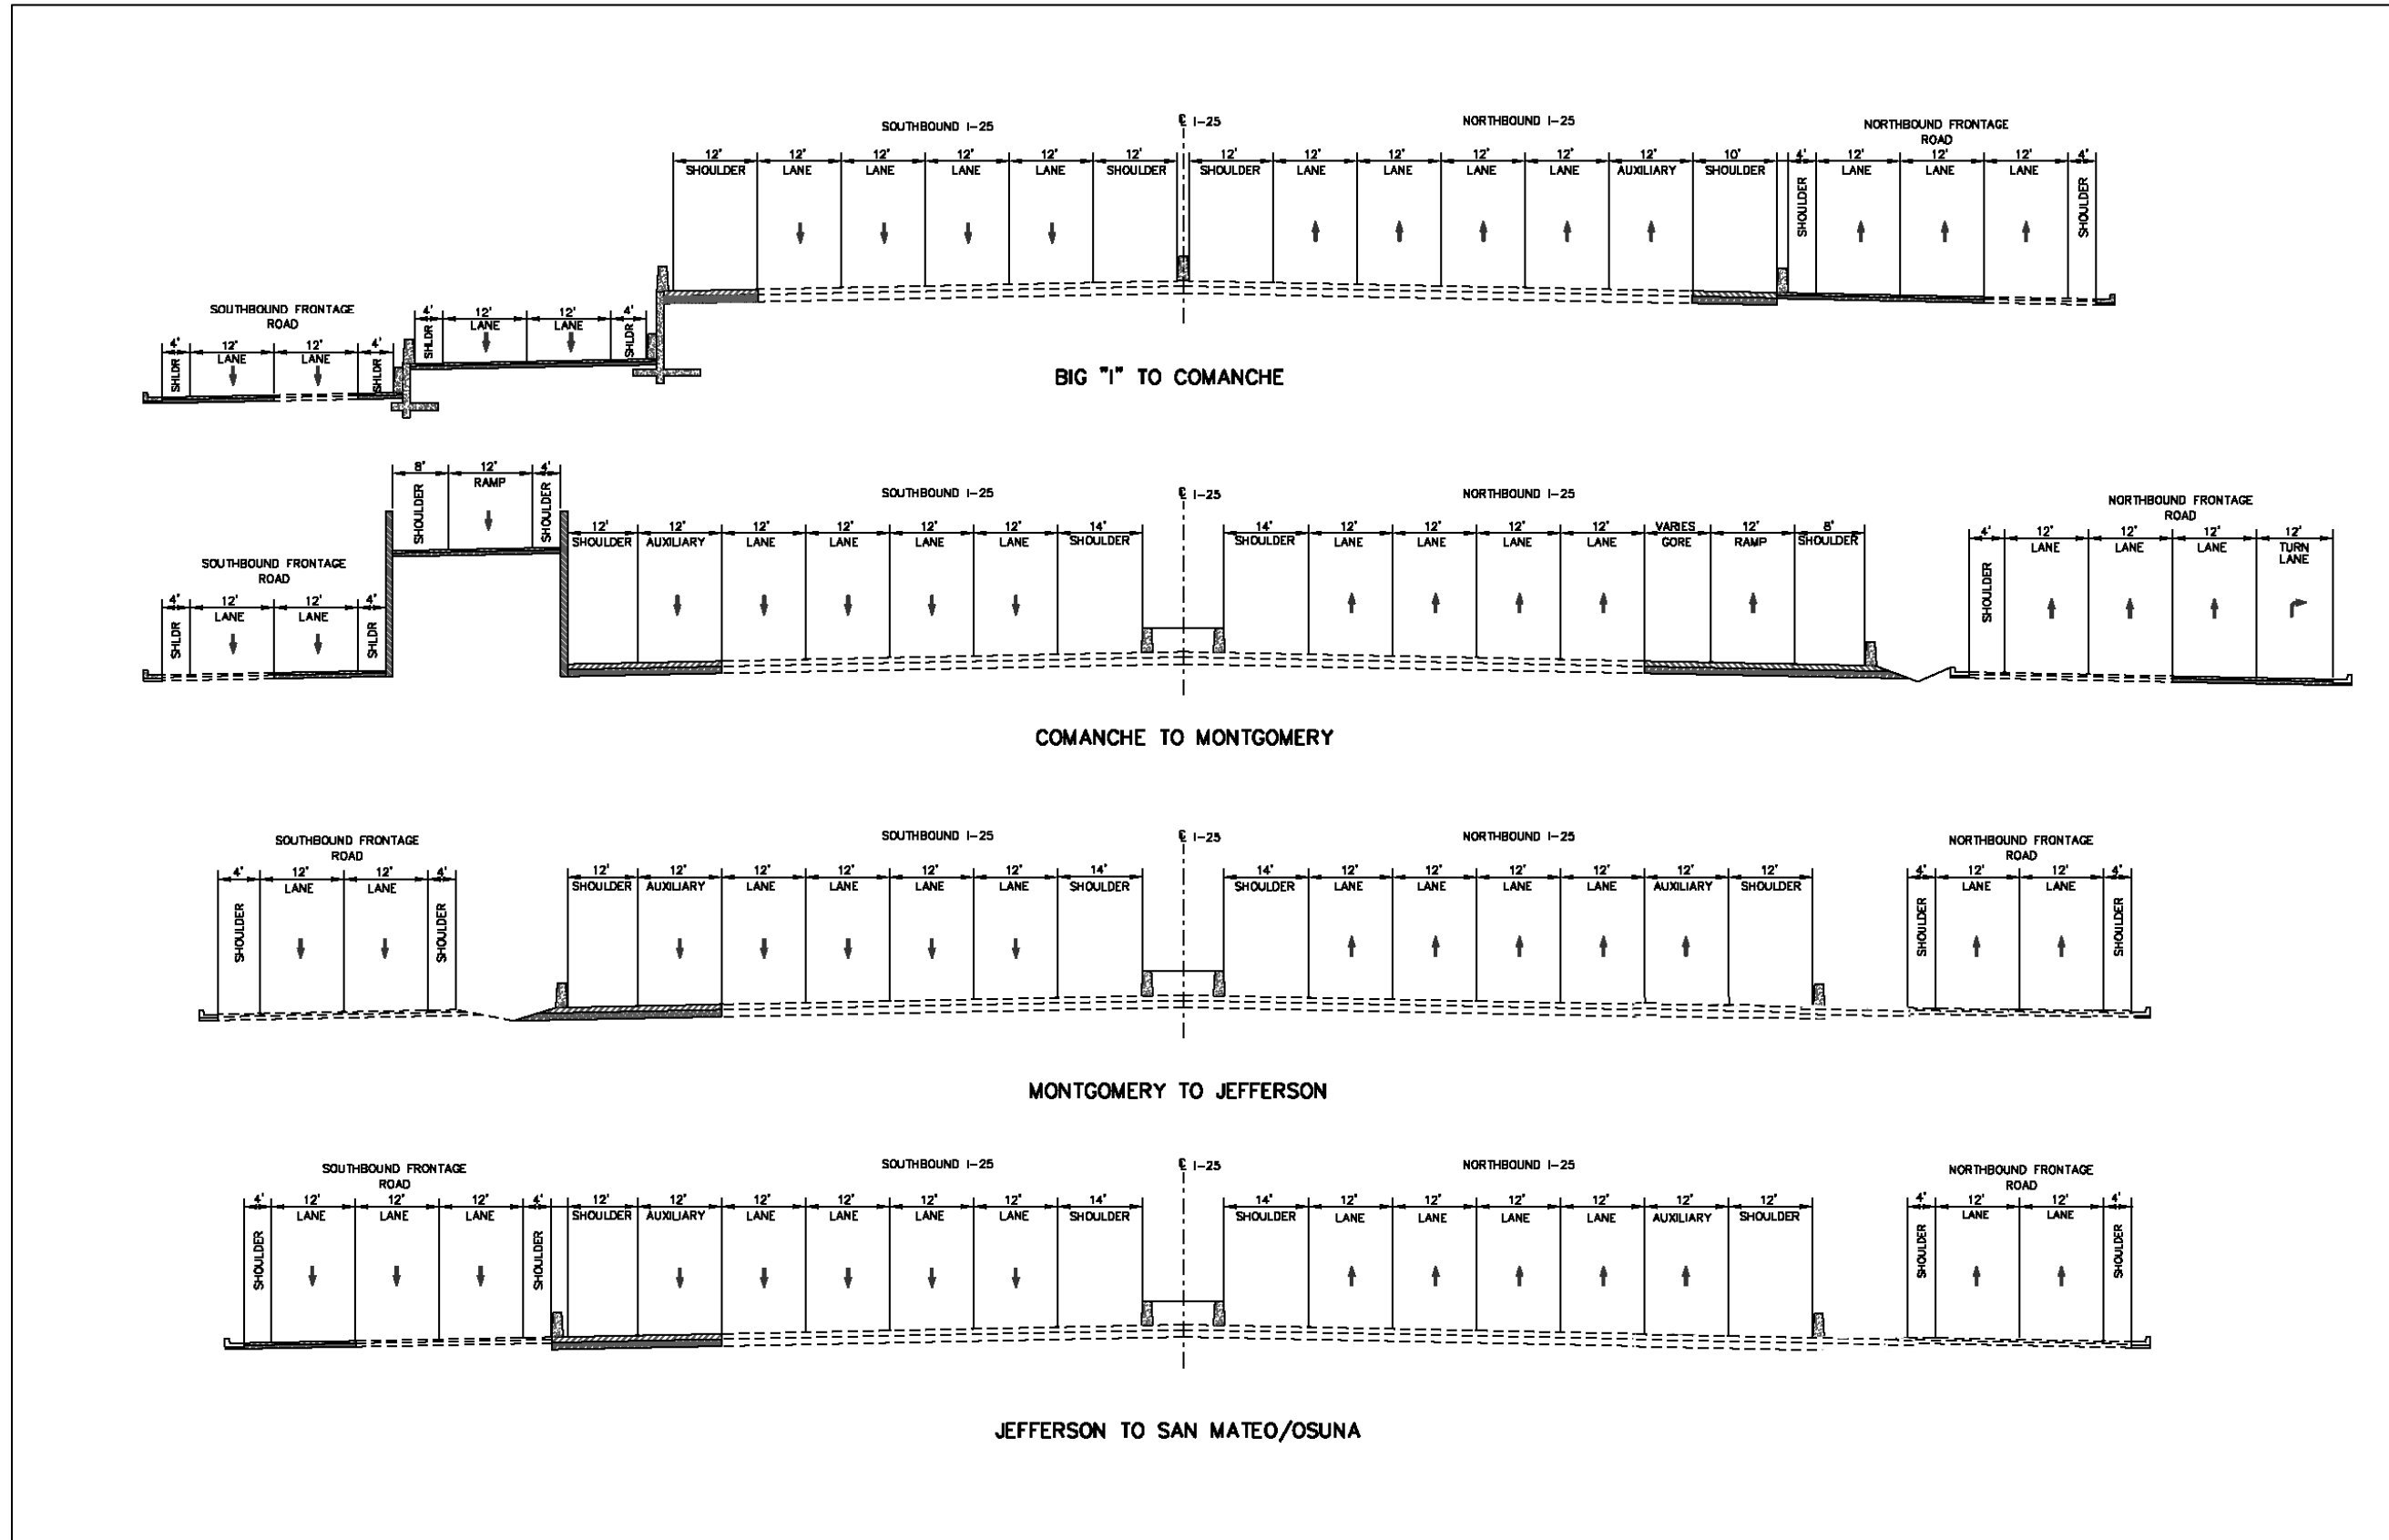 SOUTHBOUND I-25
℄ I-25
NORTHBOUND I-25
NORTHBOUND FRONTAGE
ROAD
12' 12' 12' 12' 12' 12' 12' 12' 12' 12' 12' 12' 10' 4' 12' 12' 12' 4'
SHOULDER LANE LANE LANE LANE SHOULDER SHOULDER LANE LANE LANE LANE AUXILIARY SHOULDER SHOULDER LANE LANE LANE SHOULDER
SOUTHBOUND FRONTAGE
ROAD
4' 12' 12' 4'
SHLDR LANE LANE SHLDR
4' 12' 12' 4'
SHLDR LANE LANE SHLDR
BIG "I" TO COMANCHE
8' 12' 4'
SHOULDER RAMP SHOULDER
SOUTHBOUND I-25
℄ I-25
NORTHBOUND I-25
NORTHBOUND FRONTAGE
ROAD
12' 12' 12' 12' 12' 12' 14' 14' 12' 12' 12' 12' VARIES 12' 8'
SHOULDER AUXILIARY LANE LANE LANE LANE SHOULDER SHOULDER LANE LANE LANE LANE GORE RAMP SHOULDER
4' 12' 12' 12' 12'
SHOULDER LANE LANE LANE TURN
LANE
SOUTHBOUND FRONTAGE
ROAD
4' 12' 12' 4'
SHLDR LANE LANE SHLDR
COMANCHE TO MONTGOMERY
SOUTHBOUND FRONTAGE
ROAD
SOUTHBOUND I-25
℄ I-25
NORTHBOUND I-25
NORTHBOUND FRONTAGE
ROAD
4' 12' 12' 4' 12' 12' 12' 12' 12' 12' 14' 14' 12' 12' 12' 12' 12' 12' 4' 12' 12' 4'
SHOULDER LANE LANE SHOULDER SHOULDER AUXILIARY LANE LANE LANE LANE SHOULDER SHOULDER LANE LANE LANE LANE AUXILIARY SHOULDER SHOULDER LANE LANE SHOULDER
MONTGOMERY TO JEFFERSON
SOUTHBOUND FRONTAGE
ROAD
SOUTHBOUND I-25
℄ I-25
NORTHBOUND I-25
NORTHBOUND FRONTAGE
ROAD
4' 12' 12' 12' 4' 12' 12' 12' 12' 12' 12' 14' 14' 12' 12' 12' 12' 12' 12' 4' 12' 12' 4'
SHOULDER LANE LANE LANE SHOULDER SHOULDER AUXILIARY LANE LANE LANE LANE SHOULDER SHOULDER LANE LANE LANE LANE AUXILIARY SHOULDER SHOULDER LANE LANE SHOULDER
JEFFERSON TO SAN MATEO/OSUNA